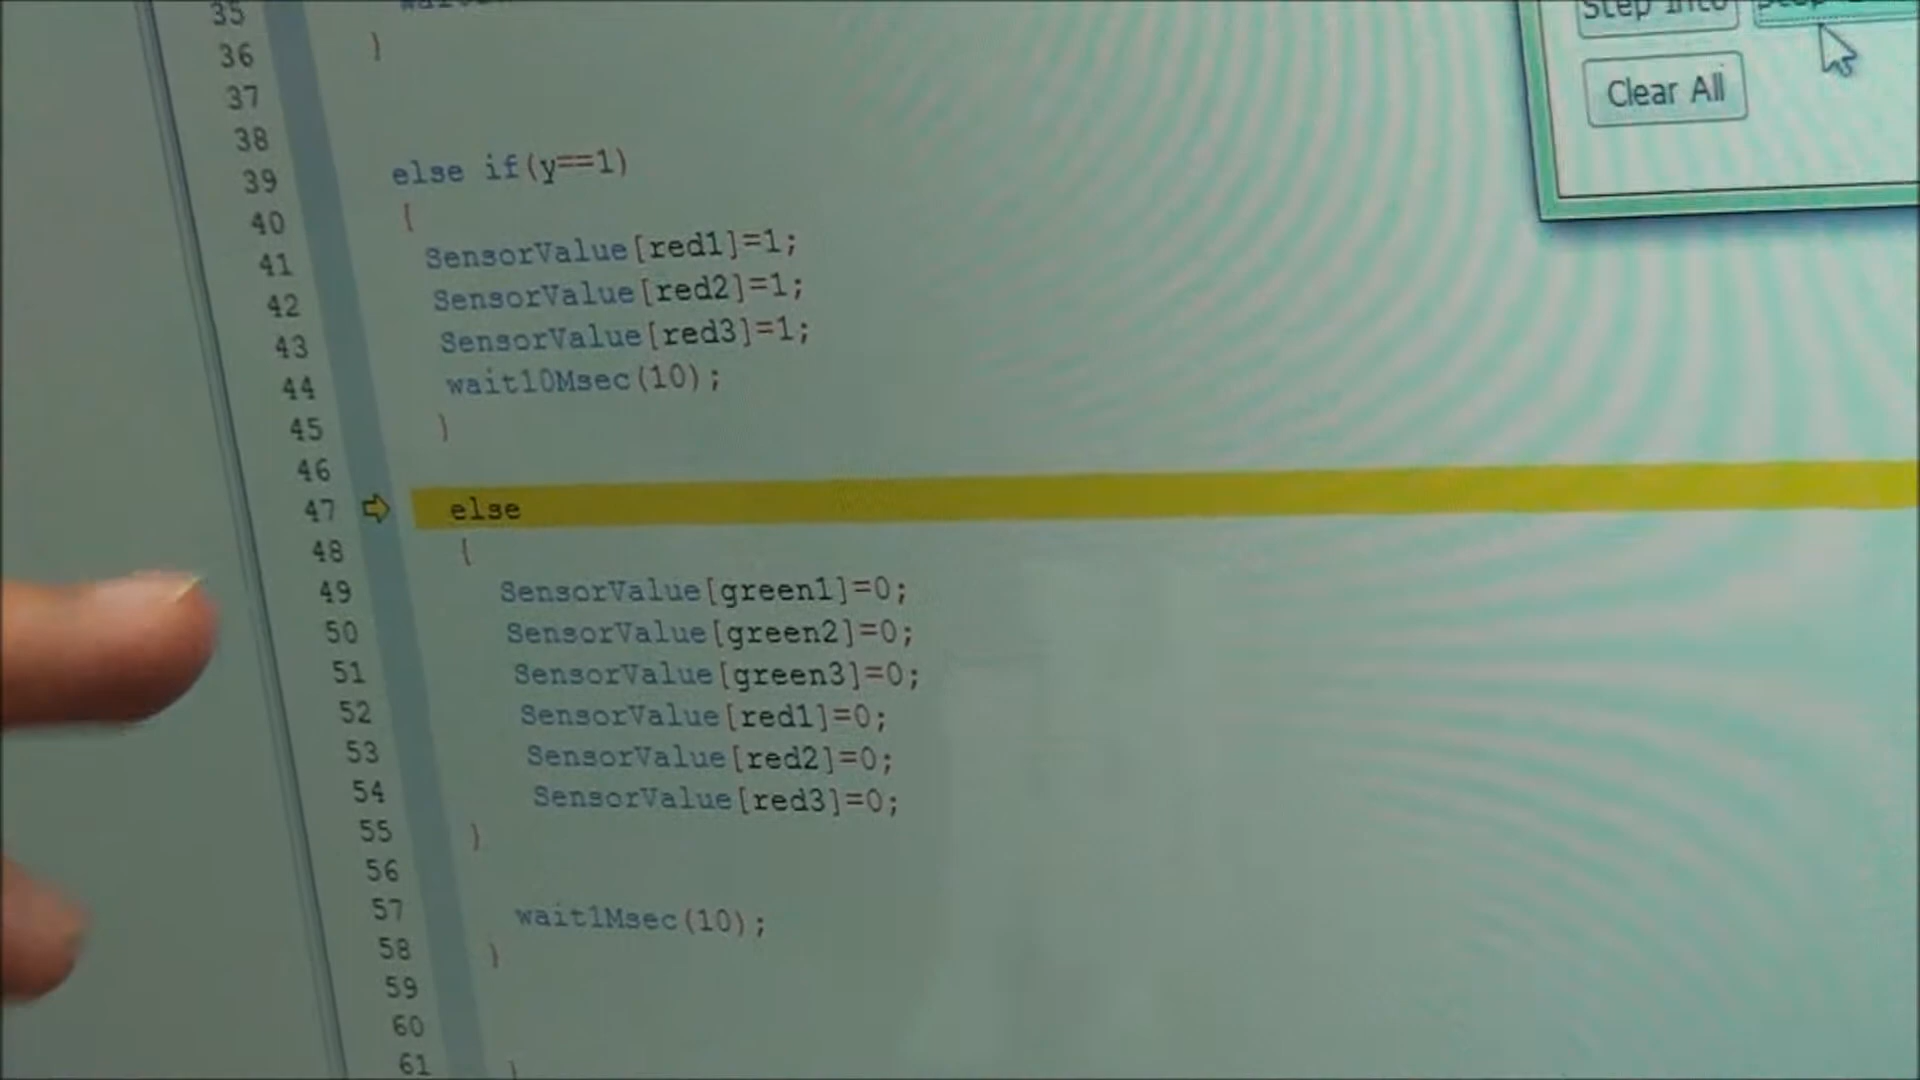 35
Step Into
36 }
Clear All
37
38
39 else if(y==1)
40 {
41 SensorValue[red1]=1;
42 SensorValue[red2]=1;
43 SensorValue[red3]=1;
44 wait10Msec(10);
45 }
46
47 else
48 {
49 SensorValue[green1]=0;
50 SensorValue[green2]=0;
51 SensorValue[green3]=0;
52 SensorValue[red1]=0;
53 SensorValue[red2]=0;
54 SensorValue[red3]=0;
55 }
56
57 wait1Msec(10);
58 }
59
60
61 }